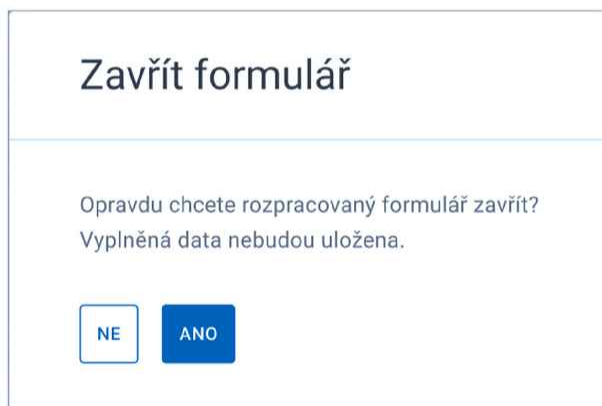 Zavřít formulář
Opravdu chcete rozpracovaný formulář zavřít?
Vyplněná data nebudou uložena.
NE ANO